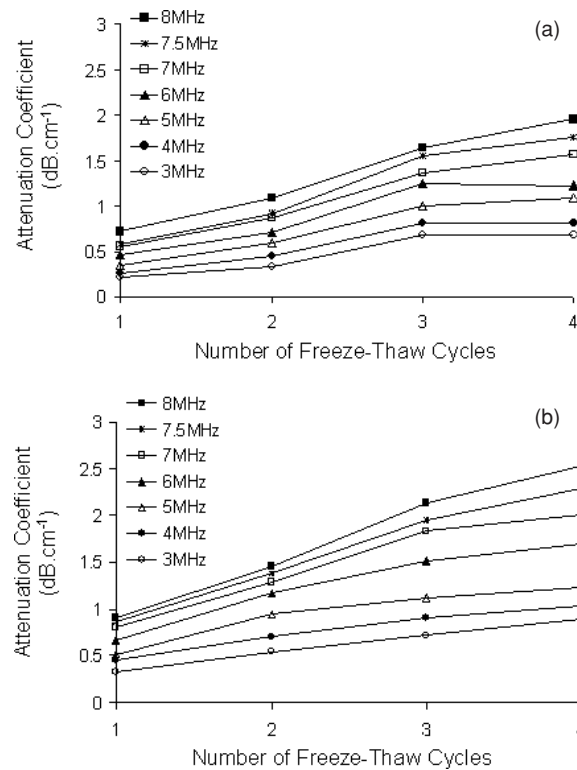 (a)
8MHz
7.5MHz
7MHz
6MHz
5MHz
4MHz
3MHz
Attenuation Coefficient
(dB.cm-1)
3
2.5
2
1.5
1
0.5
0
1 2 3 4
Number of Freeze-Thaw Cycles
(b)
8MHz
7.5MHz
7MHz
6MHz
5MHz
4MHz
3MHz
Attenuation Coefficient
(dB.cm-1)
3
2.5
2
1.5
1
0.5
0
1 2 3
Number of Freeze-Thaw Cycles